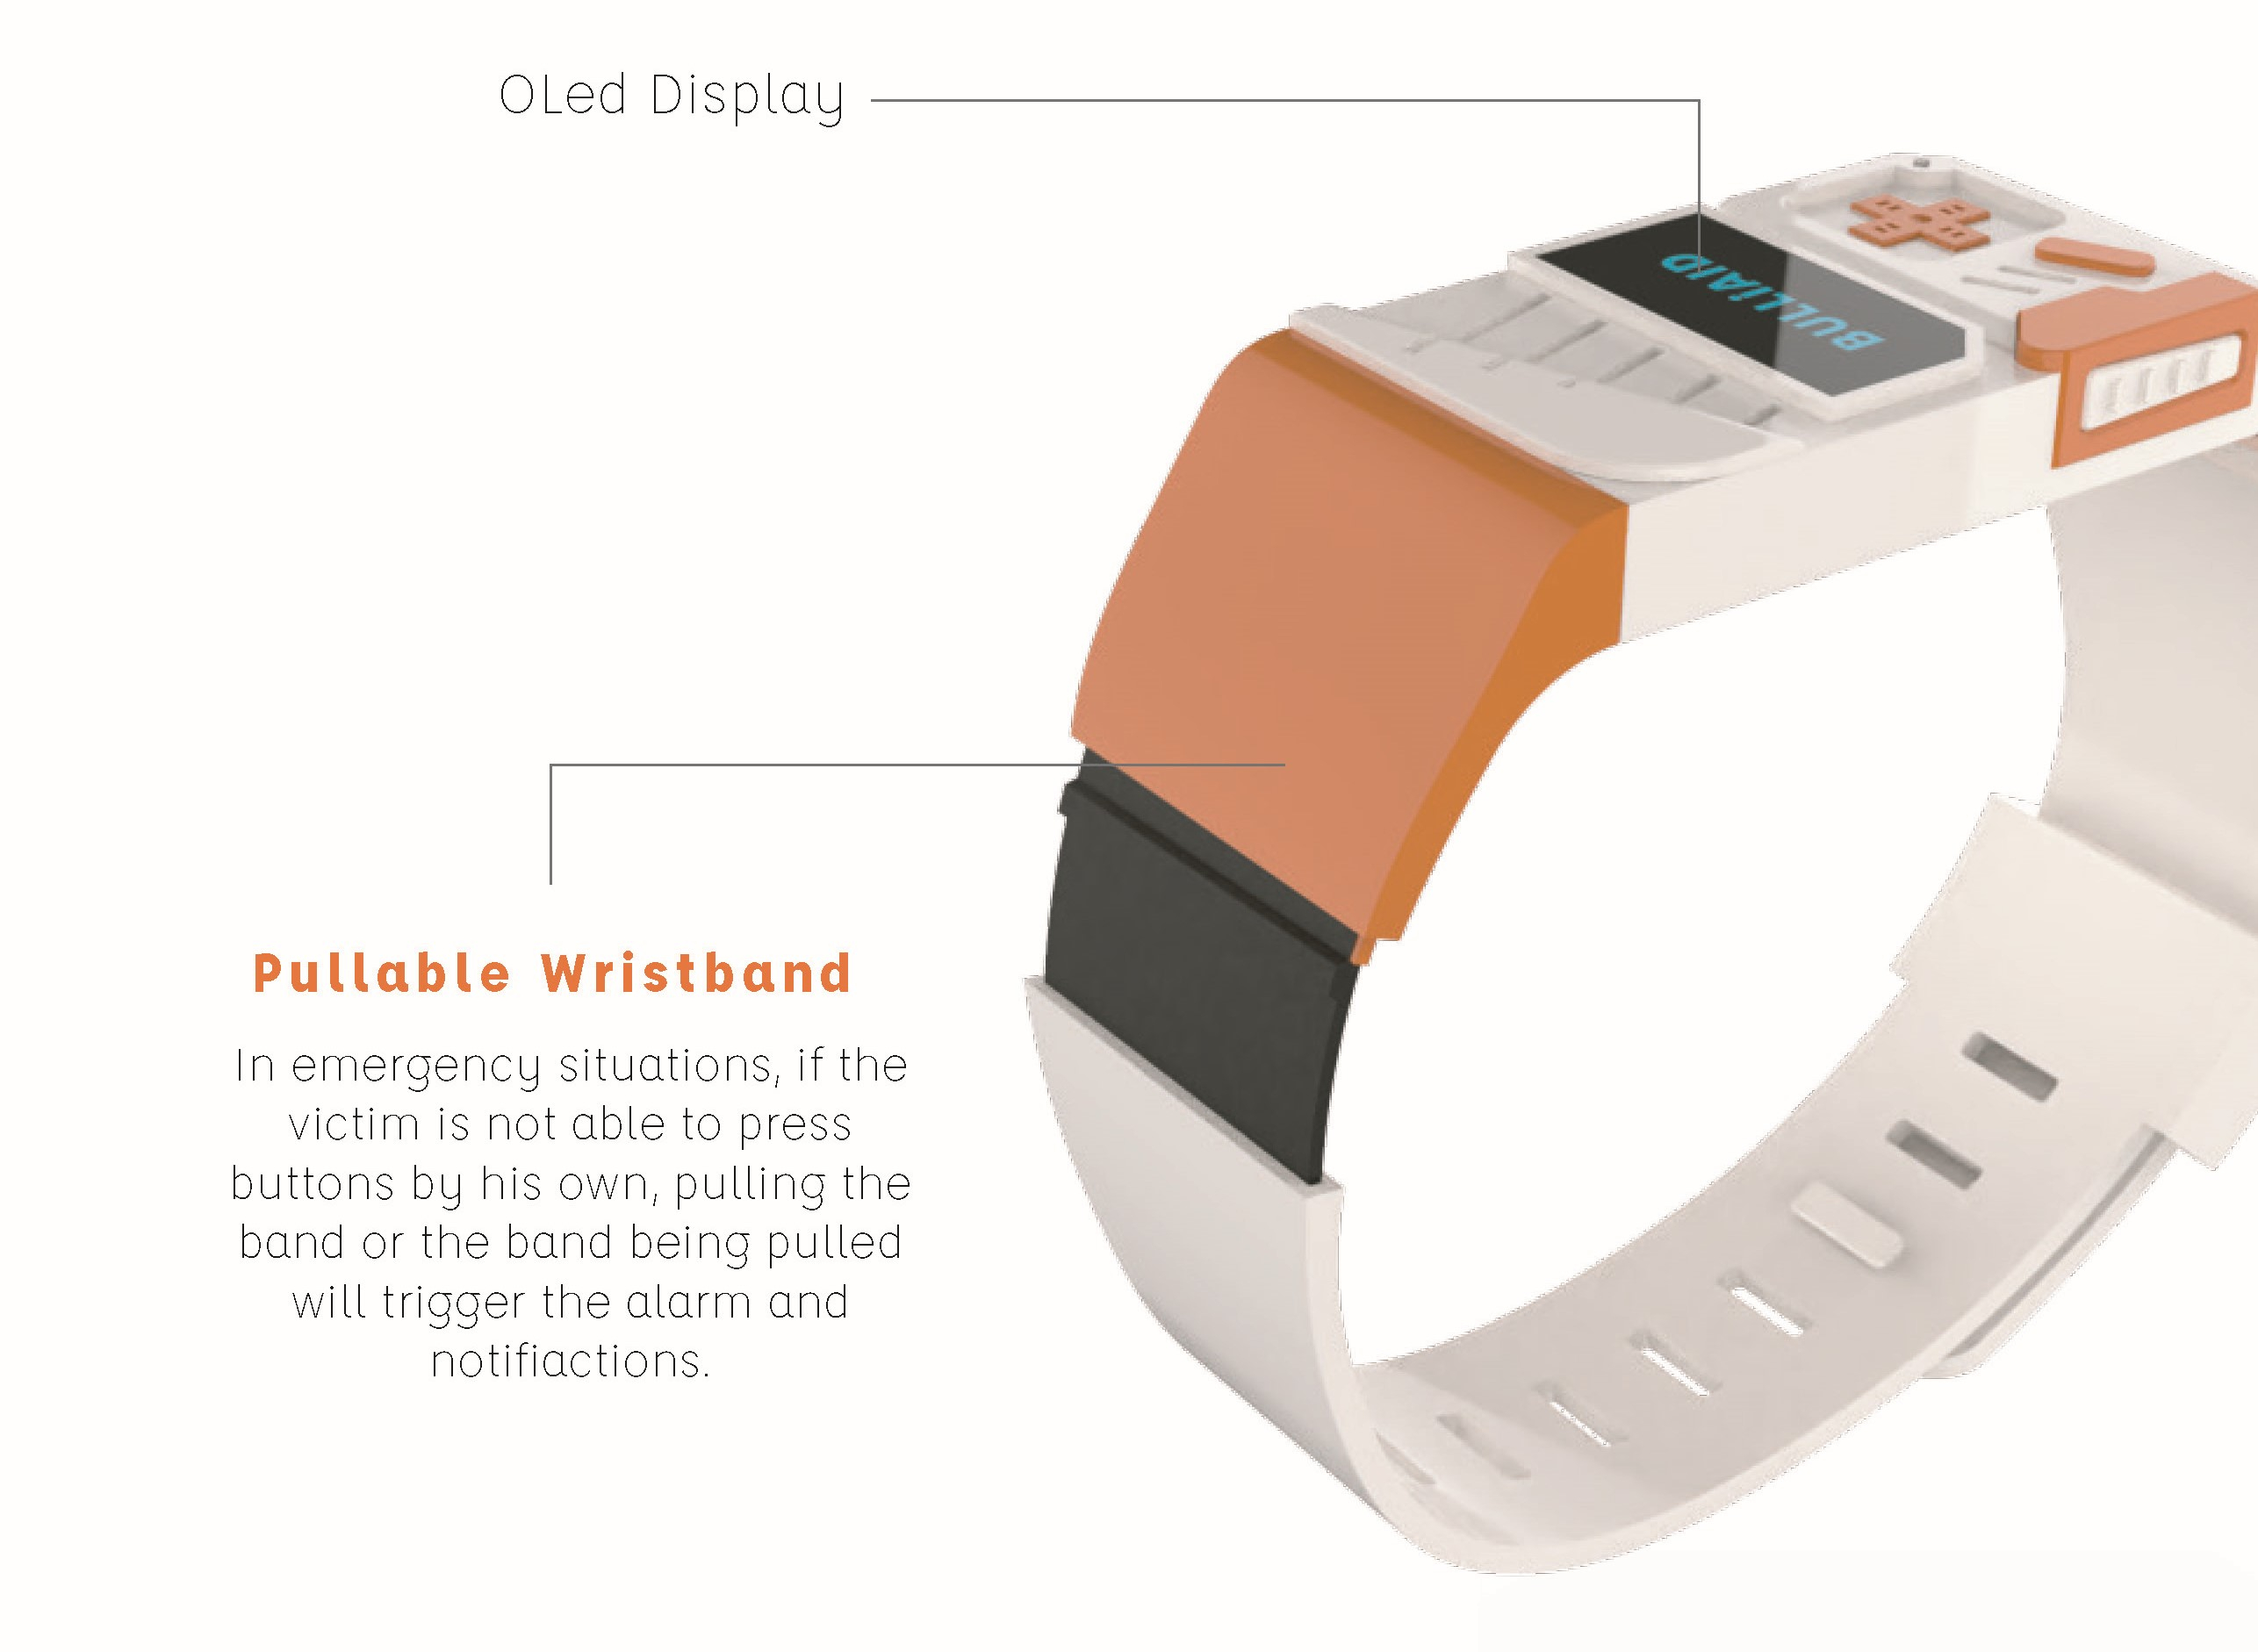 OLed Display
BULLIAID
Pullable Wristband
In emergency situations, if the
victim is not able to press
buttons by his own, pulling the
band or the band being pulled
will trigger the alarm and
notifiactions.